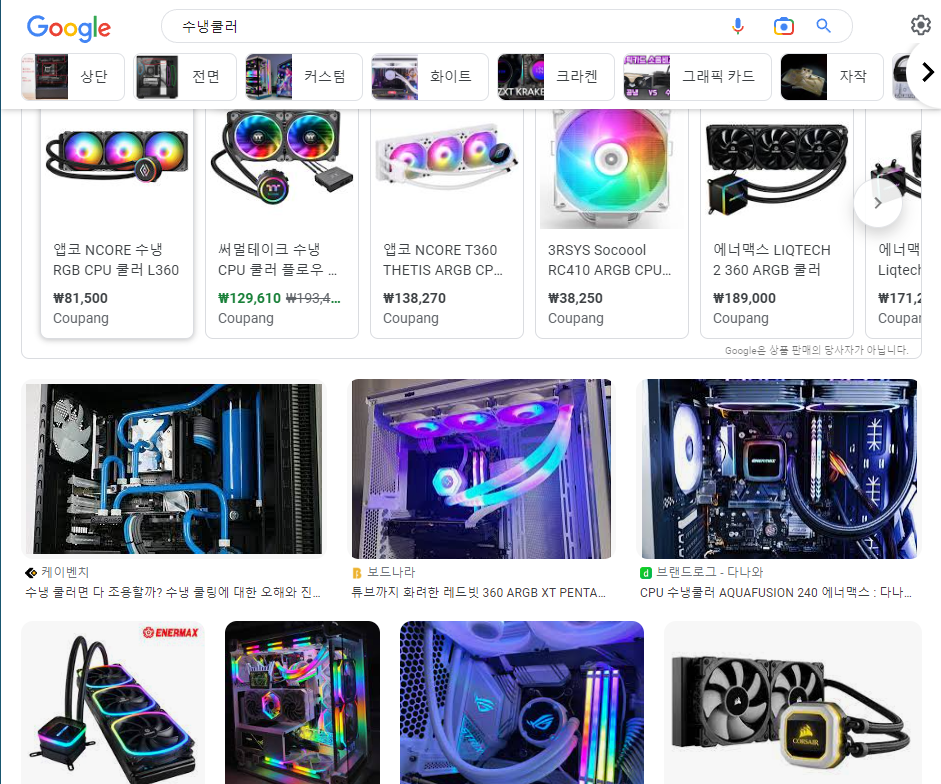 Google
수냉쿨러
상단
전면
커스텀
화이트
크라켄
그래픽 카드
자작
ZXT KRAKE
VS
앱코 NCORE 수냉
RGB CPU 쿨러 L360
₩81,500
Coupang
써멀테이크 수냉
CPU 쿨러 플로우 ...
₩129,610 ₩193,4...
Coupang
앱코 NCORE T360
THETIS ARGB CP...
₩138,270
Coupang
3RSYS Socoool
RC410 ARGB CPU...
₩38,250
Coupang
에너맥스 LIQTECH
2 360 ARGB 쿨러
₩189,000
Coupang
에너맥
Liqtech
₩171,2
Coupan
Google은 상품 판매의 당사자가 아닙니다.
케이벤치
수냉 쿨러면 다 조용할까? 수냉 쿨링에 대한 오해와 진...
보드나라
튜브까지 화려한 레드빗 360 ARGB XT PENTA...
브랜드로그 - 다나와
CPU 수냉쿨러 AQUAFUSION 240 에너맥스 : 다나...
ENERMAX
CORSAIR